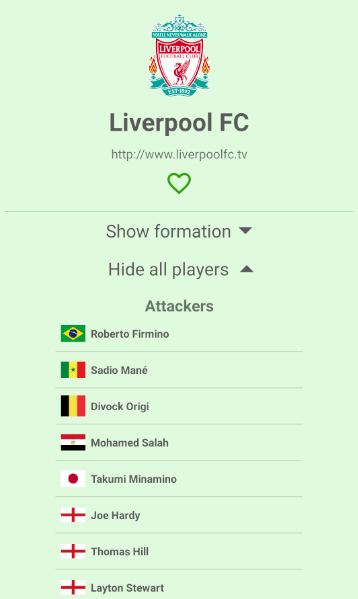 YOU'LL NEVER WALK ALONE
LIVERPOOL
FOOTBALL CLUB
EST·1892
Liverpool FC
http://www.liverpoolfc.tv
Show formation
Hide all players
Attackers
Roberto Firmino
Sadio Mané
Divock Origi
Mohamed Salah
Takumi Minamino
Joe Hardy
Thomas Hill
Layton Stewart